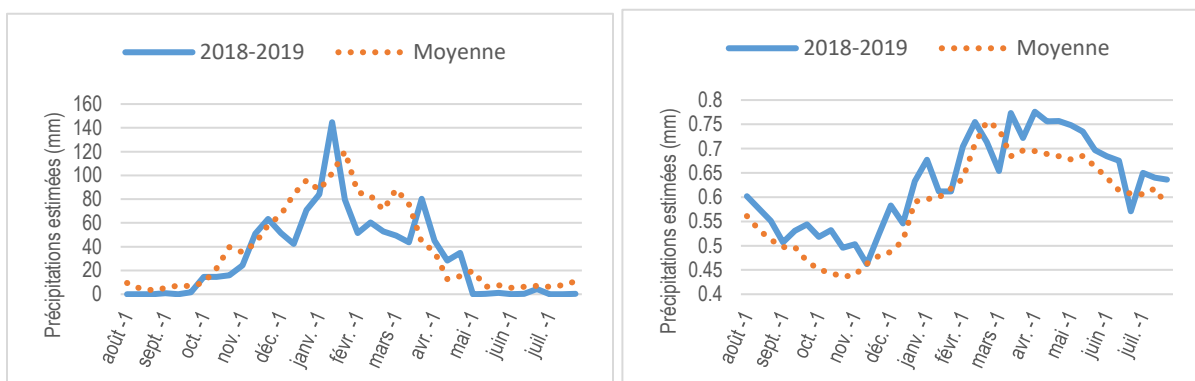 2018-2019 Moyenne
Précipitations estimées (mm)
160
140
120
100
80
60
40
20
0
août -1
sept. -1
oct. -1
nov. -1
déc. -1
janv. -1
févr. -1
mars -1
avr. -1
mai -1
juin -1
juil. -1
2018-2019 Moyenne
Précipitations estimées (mm)
0.8
0.75
0.7
0.65
0.6
0.55
0.5
0.45
0.4
août -1
sept. -1
oct. -1
nov. -1
déc. -1
janv. -1
févr. -1
mars -1
avr. -1
mai -1
juin -1
juil. -1